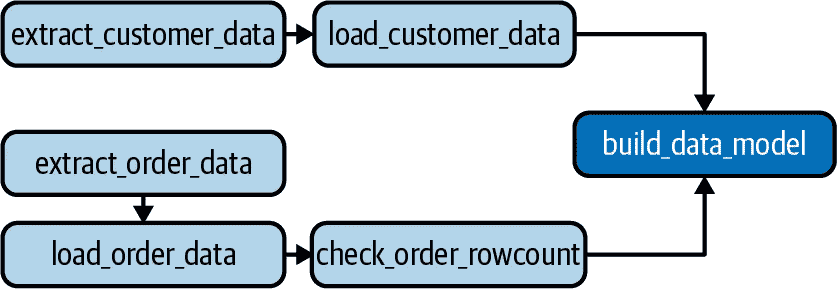 extract_customer_data
load_customer_data
build_data_model
extract_order_data
load_order_data
check_order_rowcount